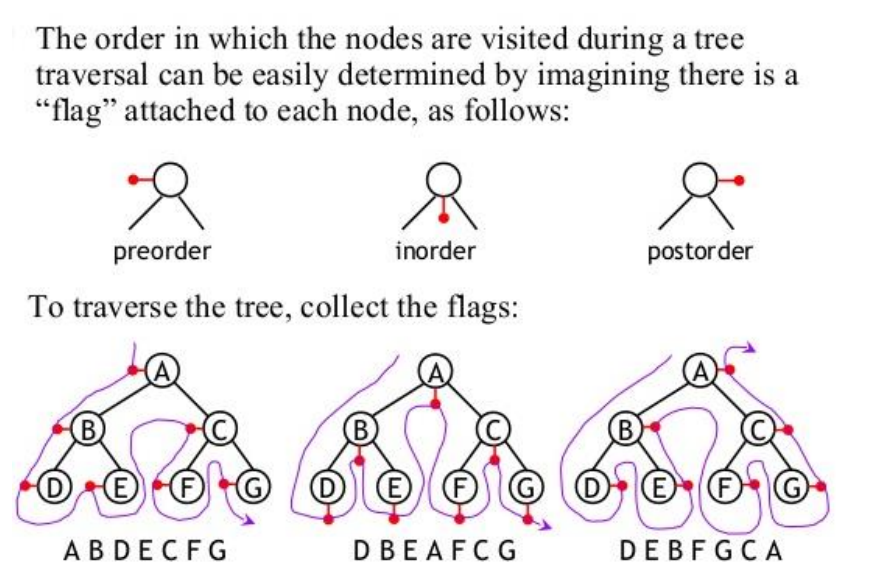 The order in which the nodes are visited during a tree
traversal can be easily determined by imagining there is a
“flag” attached to each node, as follows:
preorder inorder postorder
To traverse the tree, collect the flags:
A A A
B C B C B C
D E F G D E F G D E F G
A B D E C F G D B E A F C G D E B F G C A